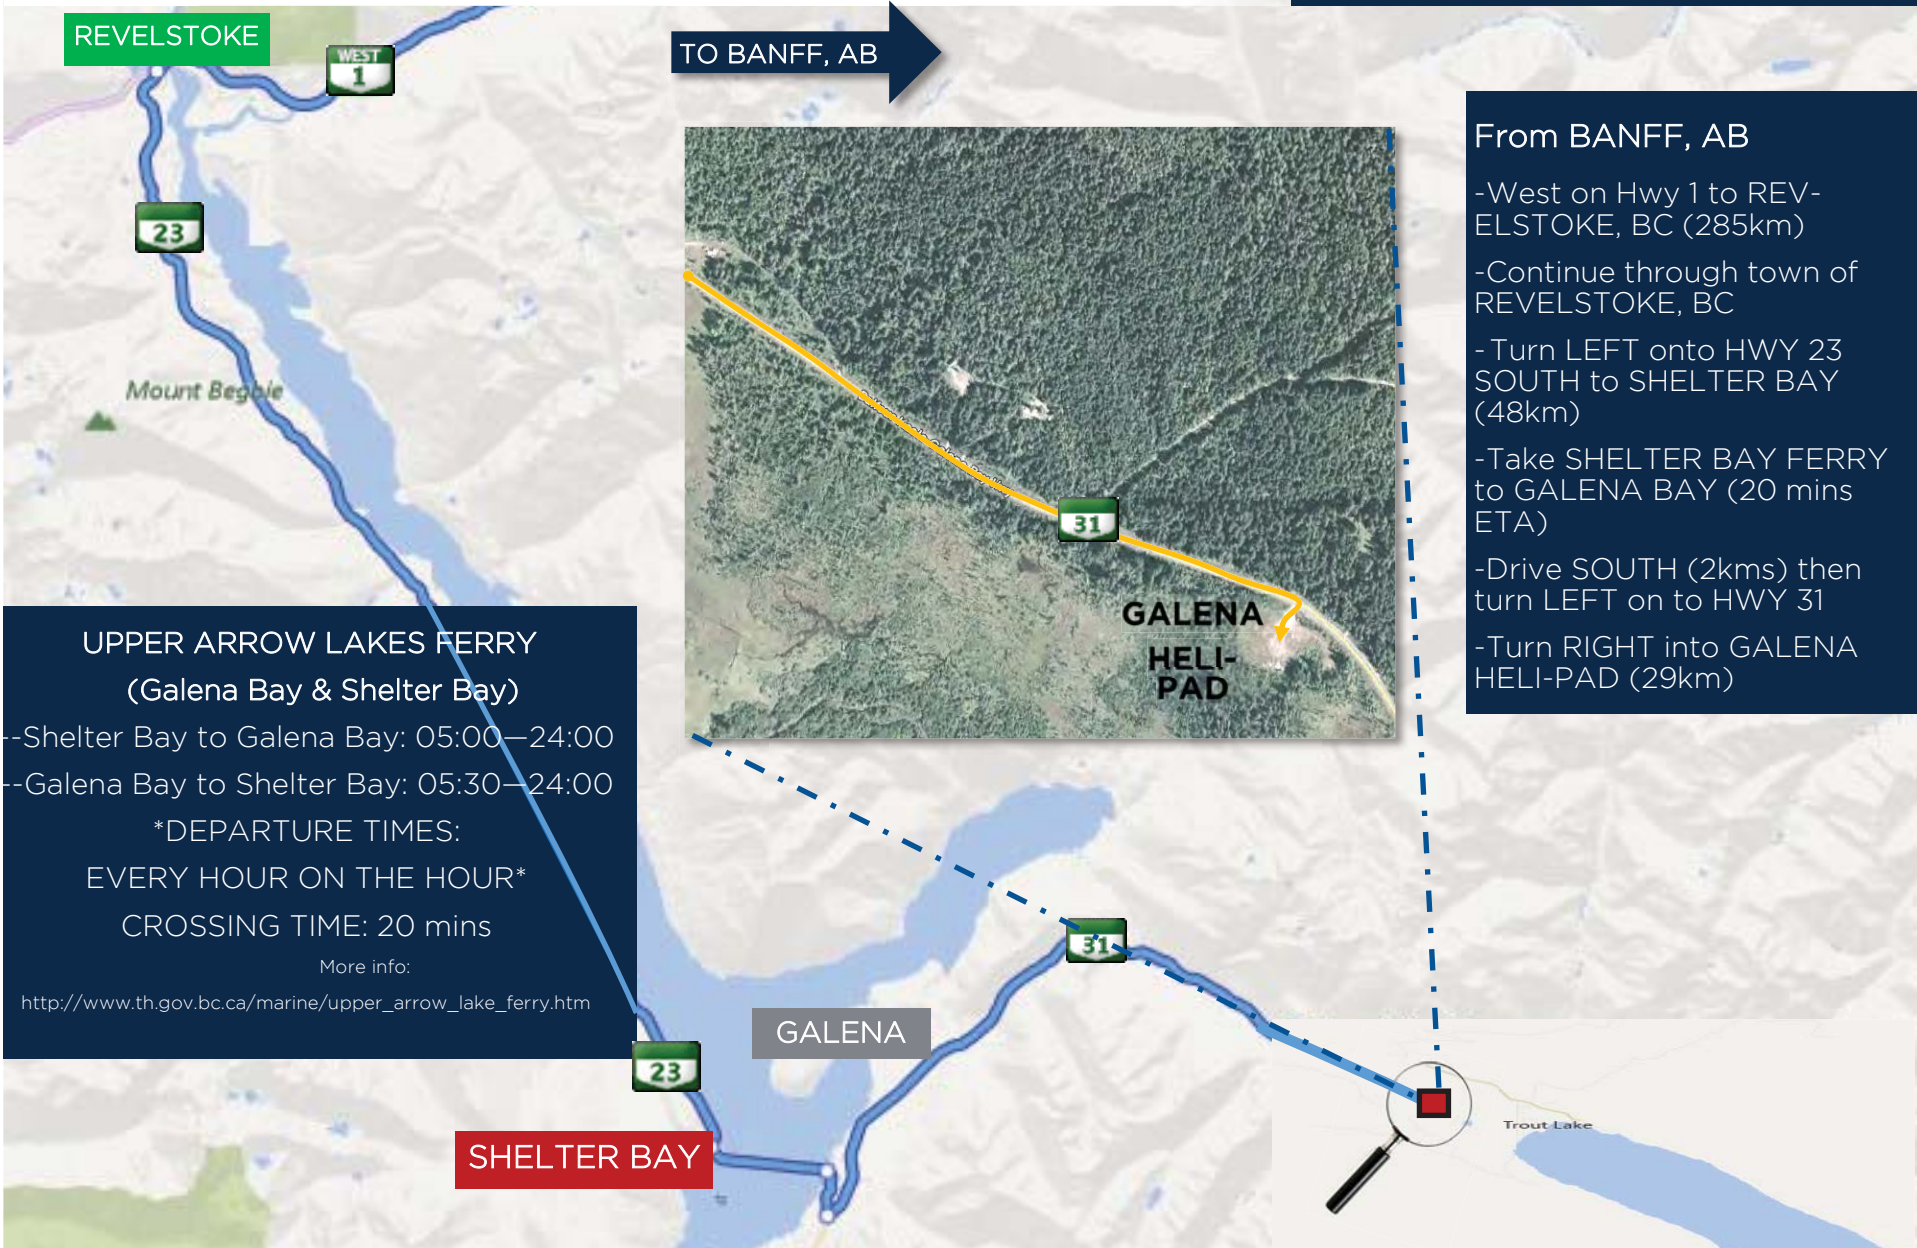 REVELSTOKE
WEST
1
TO BANFF, AB
23
Mount Begbie
From BANFF, AB
-West on Hwy 1 to REV-
ELSTOKE, BC (285km)
-Continue through town of
REVELSTOKE, BC
- Turn LEFT onto HWY 23
SOUTH to SHELTER BAY
(48km)
-Take SHELTER BAY FERRY
to GALENA BAY (20 mins
ETA)
-Drive SOUTH (2kms) then
turn LEFT on to HWY 31
-Turn RIGHT into GALENA
HELI-PAD (29km)
31
GALENA
HELI-
PAD
UPPER ARROW LAKES FERRY
(Galena Bay & Shelter Bay)
--Shelter Bay to Galena Bay: 05:00—24:00
--Galena Bay to Shelter Bay: 05:30—24:00
*DEPARTURE TIMES:
EVERY HOUR ON THE HOUR*
CROSSING TIME: 20 mins
More info:
http://www.th.gov.bc.ca/marine/upper_arrow_lake_ferry.htm
31
GALENA
23
SHELTER BAY
Trout Lake